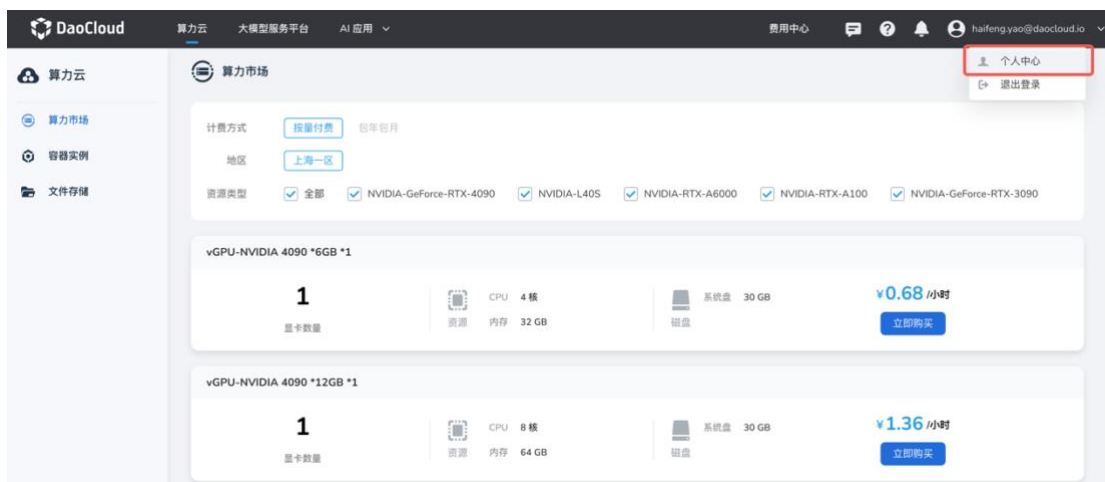 DaoCloud 算力云 大模型服务平台 AI 应用 费用中心 haifeng.yao@daocloud.io
个人中心
退出登录
算力云
算力市场
容器实例
文件存储
算力市场
计费方式 按量付费 包年包月
地区 上海一区
资源类型 全部 NVIDIA-GeForce-RTX-4090 NVIDIA-L40S NVIDIA-RTX-A6000 NVIDIA-RTX-A100 NVIDIA-GeForce-RTX-3090
vGPU-NVIDIA 4090 *6GB *1
1
显卡数量
资源
CPU 4 核
内存 32 GB
磁盘
系统盘 30 GB
¥0.68 /小时
立即购买
vGPU-NVIDIA 4090 *12GB *1
1
显卡数量
资源
CPU 8 核
内存 64 GB
磁盘
系统盘 30 GB
¥1.36 /小时
立即购买